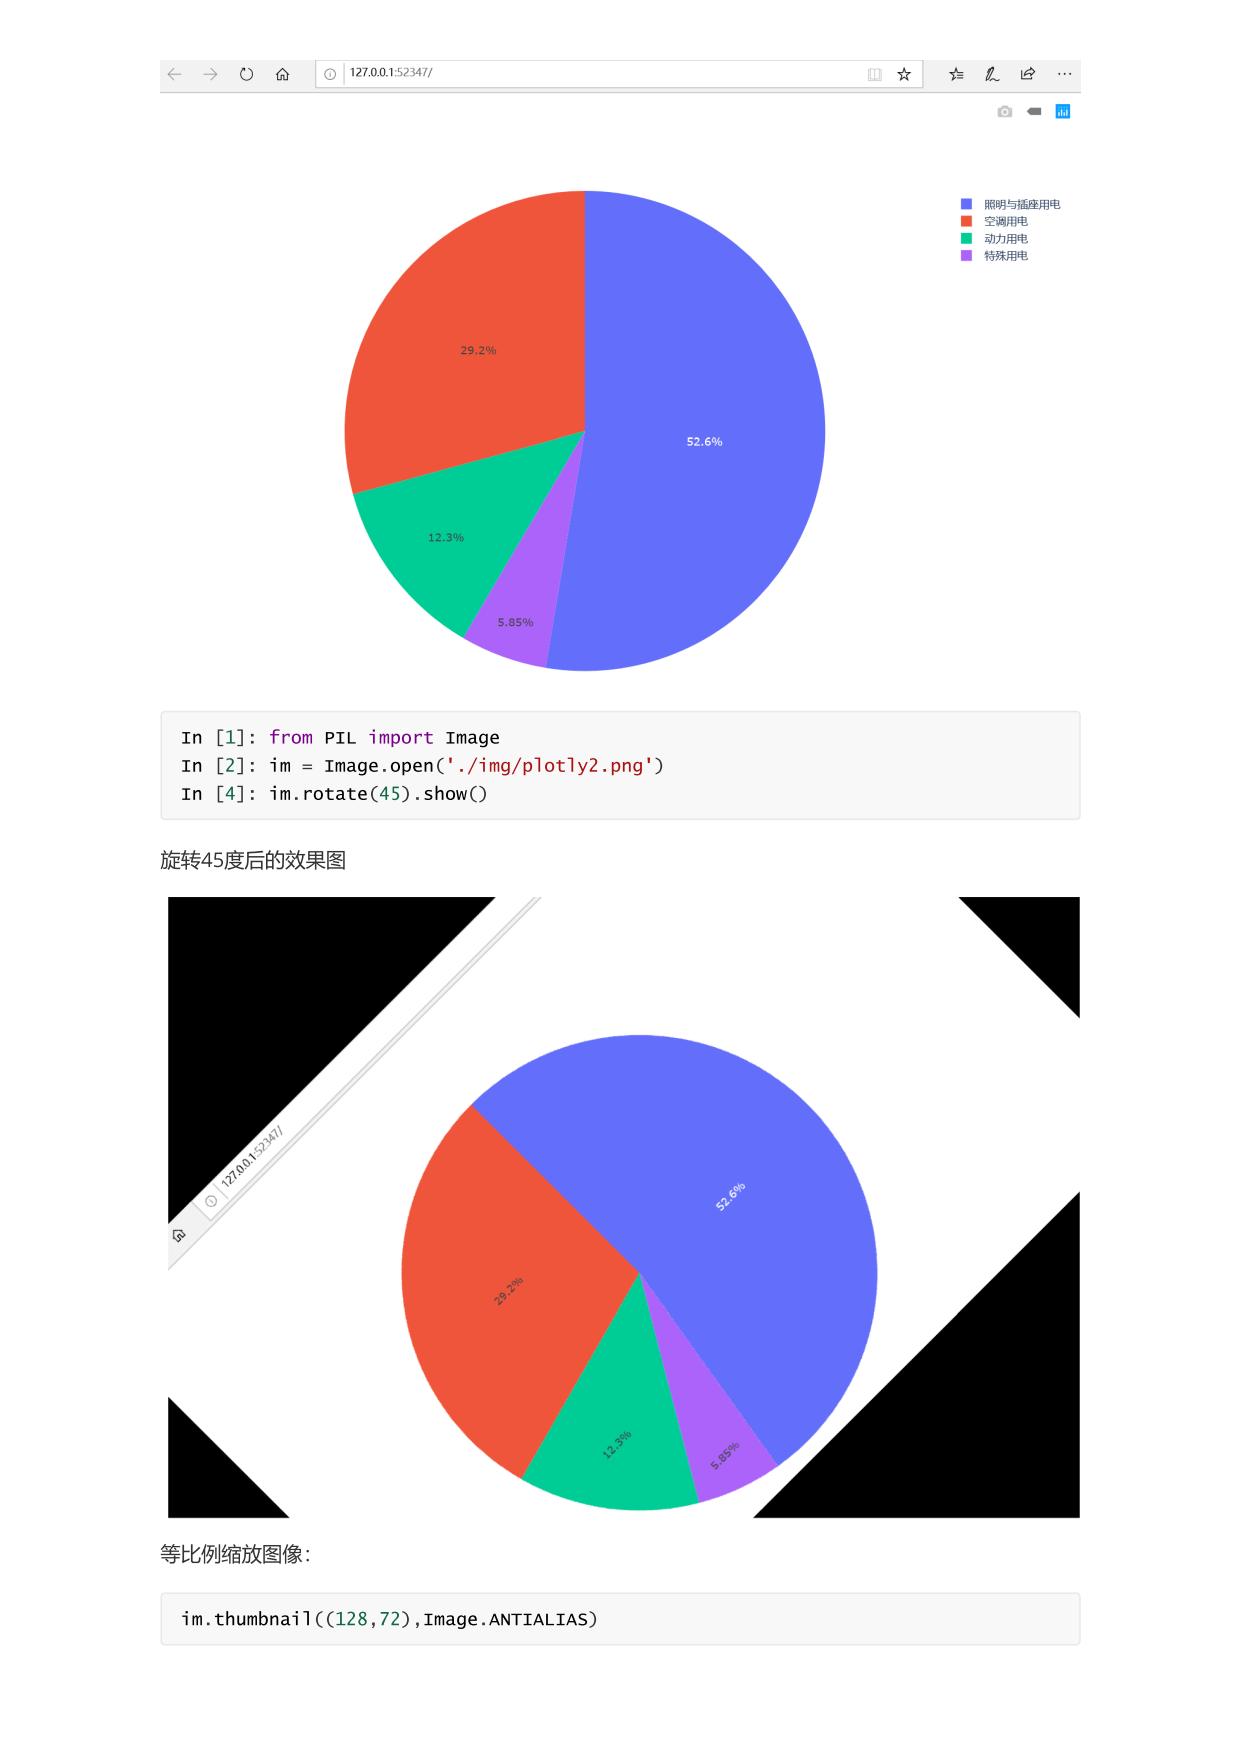 127.0.0.1:52347/
照明与插座用电
空调用电
动力用电
特殊用电
29.2%
52.6%
12.3%
5.85%
In [1]: from PIL import Image
In [2]: im = Image.open('./img/plotly2.png')
In [4]: im.rotate(45).show()
旋转45度后的效果图
127.0.0.1:52347/
52.6%
29.2%
12.3%
5.85%
等比例缩放图像：
im.thumbnail((128,72),Image.ANTIALIAS)